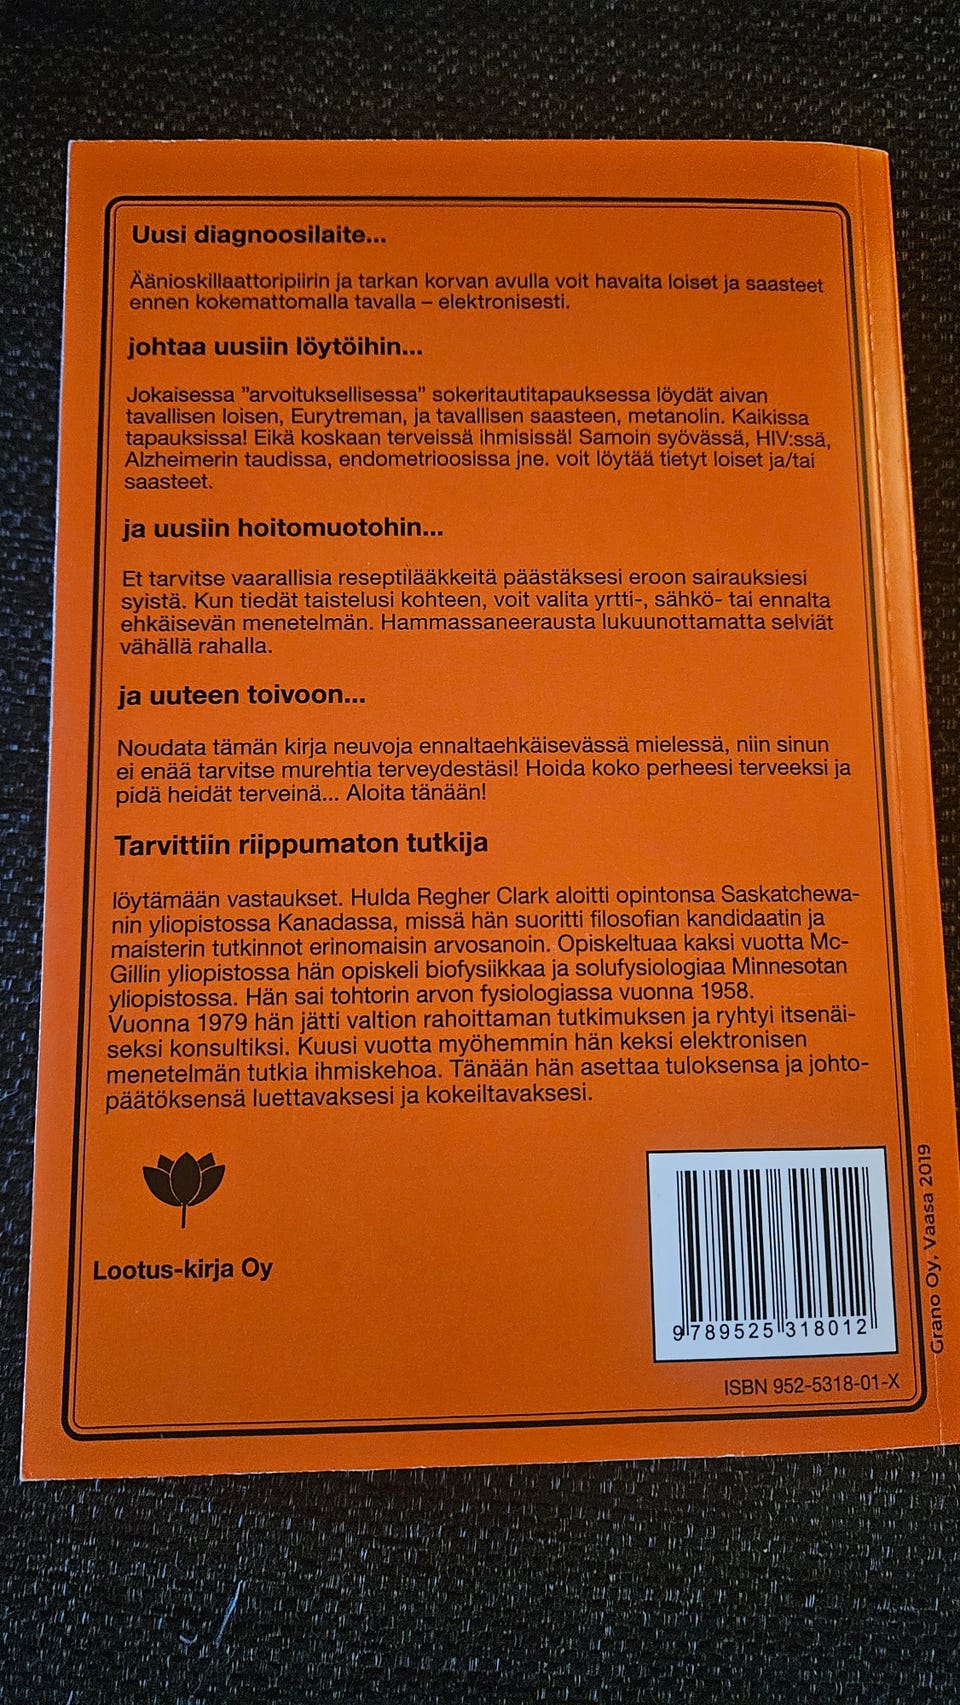 Uusi diagnoosilaite...
Äänioskillaattoripiirin ja tarkan korvan avulla voit havaita loiset ja saasteet
ennen kokemattomalla tavalla – elektronisesti.
johtaa uusiin löytöihin...
Jokaisessa ”arvoituksellisessa” sokeritautitapauksessa löydät aivan
tavallisen loisen, Eurytreman, ja tavallisen saasteen, metanolin. Kaikissa
tapauksissa! Eikä koskaan terveissä ihmisissä! Samoin syövässä, HIV:ssä,
Alzheimerin taudissa, endometrioosissa jne. voit löytää tietyt loiset ja/tai
saasteet.
ja uusiin hoitomuotohin...
Et tarvitse vaarallisia reseptilääkkeitä päästäksesi eroon sairauksiesi
syistä. Kun tiedät taistelusi kohteen, voit valita yrtti-, sähkö- tai ennalta
ehkäisevän menetelmän. Hammassaneerausta lukuunottamatta selviät
vähällä rahalla.
ja uuteen toivoon...
Noudata tämän kirja neuvoja ennaltaehkäisevässä mielessä, niin sinun
ei enää tarvitse murehtia terveydestäsi! Hoida koko perheesi terveeksi ja
pidä heidät terveinä... Aloita tänään!
Tarvittiin riippumaton tutkija
löytämään vastaukset. Hulda Regher Clark aloitti opintonsa Saskatchewa-
nin yliopistossa Kanadassa, missä hän suoritti filosofian kandidaatin ja
maisterin tutkinnot erinomaisin arvosanoin. Opiskeltuaa kaksi vuotta Mc-
Gillin yliopistossa hän opiskeli biofysiikkaa ja solufysiologiaa Minnesotan
yliopistossa. Hän sai tohtorin arvon fysiologiassa vuonna 1958.
Vuonna 1979 hän jätti valtion rahoittaman tutkimuksen ja ryhtyi itsenäi-
seksi konsultiksi. Kuusi vuotta myöhemmin hän keksi elektronisen
menetelmän tutkia ihmiskehoa. Tänään hän asettaa tuloksensa ja johto-
päätöksensä luettavaksesi ja kokeiltavaksesi.
Lootus-kirja Oy
9 789525 318012
ISBN 952-5318-01-X
Grano Oy, Vaasa 2019